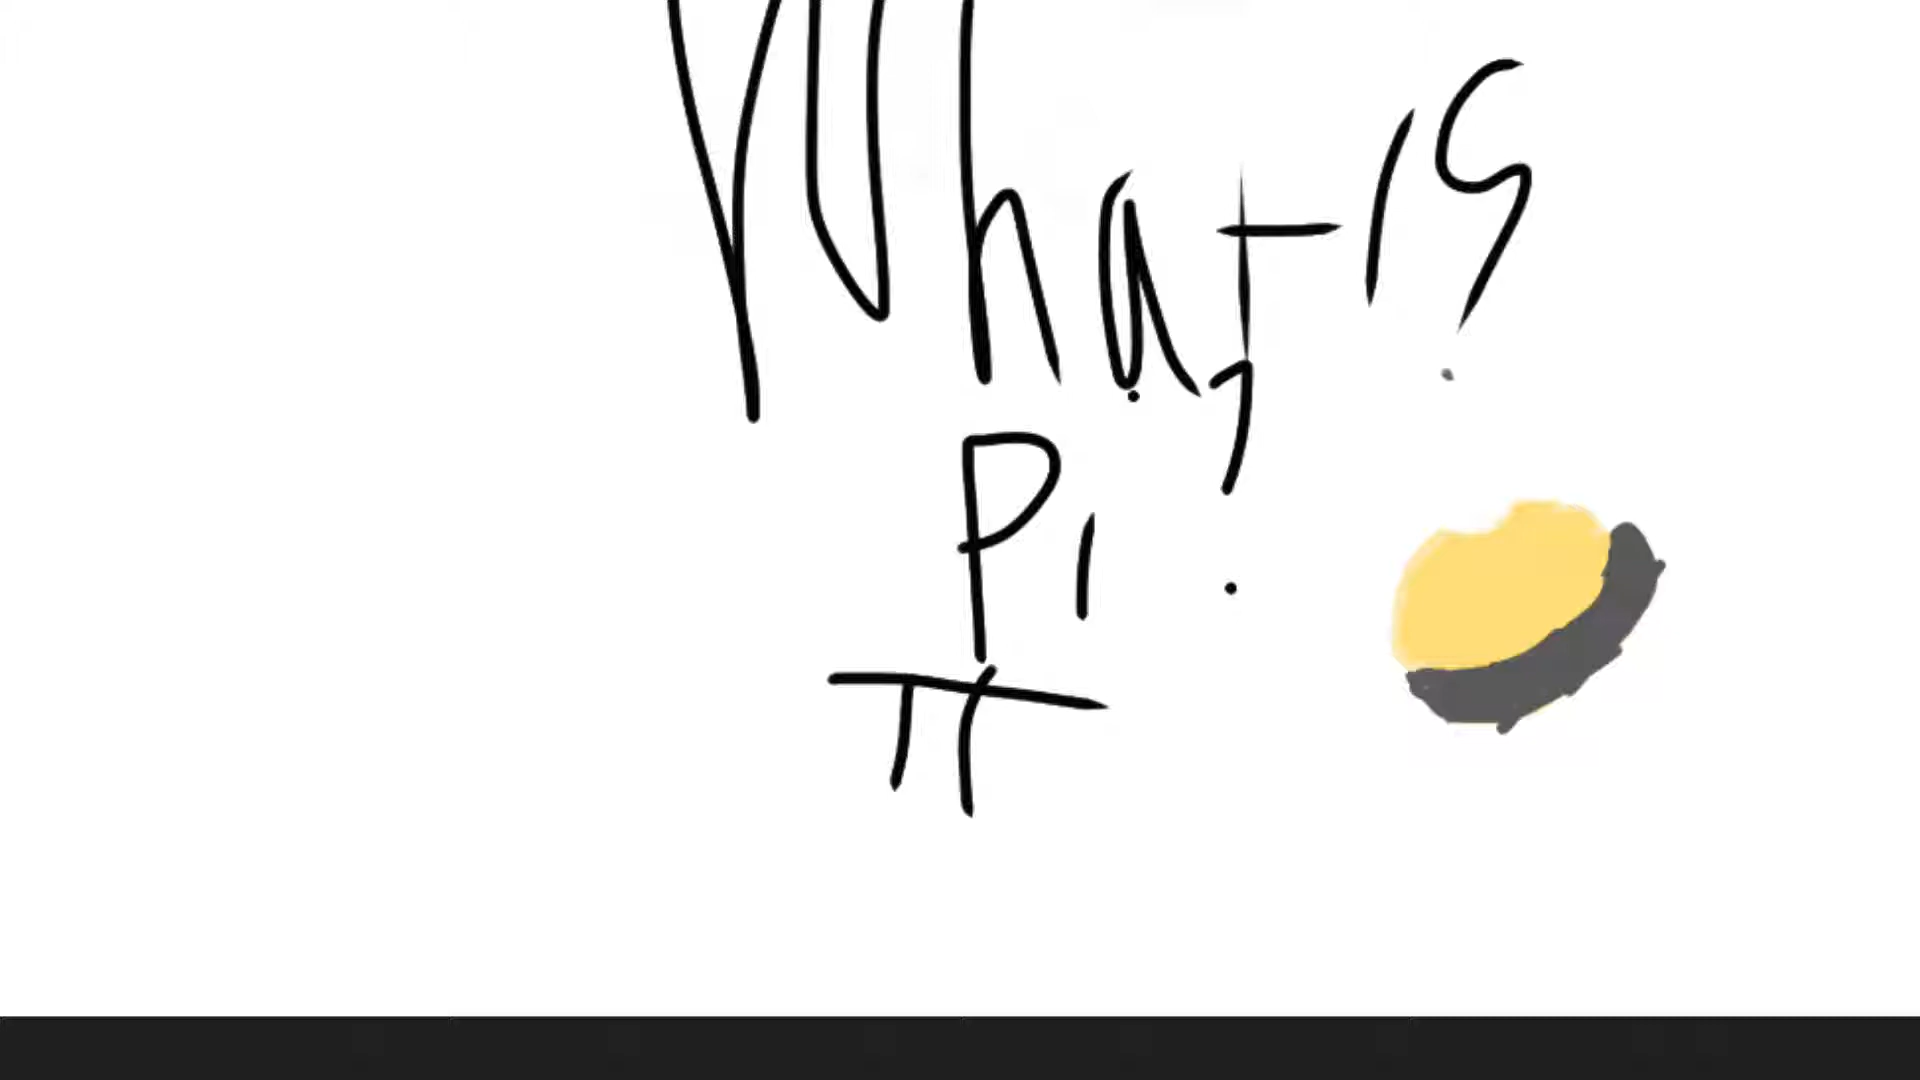 What is
Pi ?
π